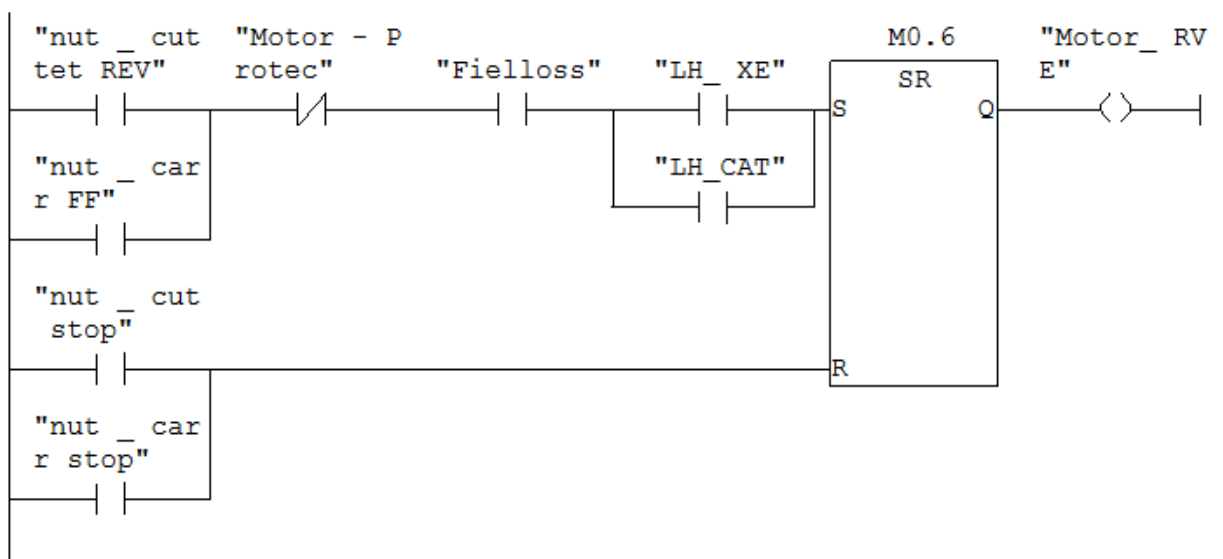 "nut _ cut
tet REV"
"Motor - P
rotec"
"Fielloss"
"LH_ XE"
M0.6
"Motor_ RV
E"
SR
S
Q
"nut _ car
r FF"
"LH_CAT"
"nut _ cut
stop"
R
"nut _ car
r stop"